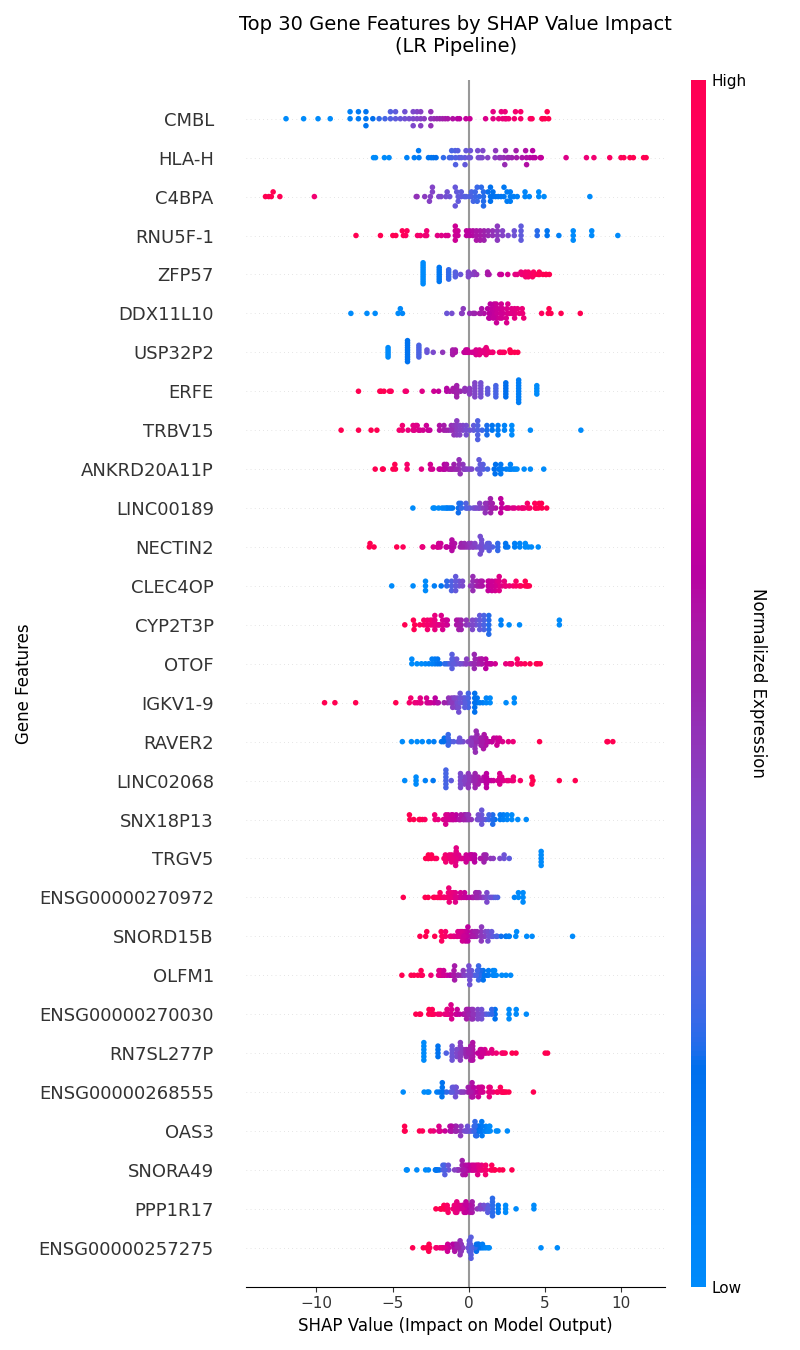 Top 30 Gene Features by SHAP Value Impact
(LR Pipeline)
High
CMBL
HLA-H
C4BPA
RNU5F-1
ZFP57
DDX11L10
USP32P2
ERFE
TRBV15
ANKRD20A11P
LINC00189
NECTIN2
CLEC4OP
CYP2T3P
OTOF
IGKV1-9
RAVER2
LINC02068
SNX18P13
TRGV5
ENSG00000270972
SNORD15B
OLFM1
ENSG00000270030
RN7SL277P
ENSG00000268555
OAS3
SNORA49
PPP1R17
ENSG00000257275
Gene Features
Normalized Expression
Low
−10 −5 0 5 10
SHAP Value (Impact on Model Output)